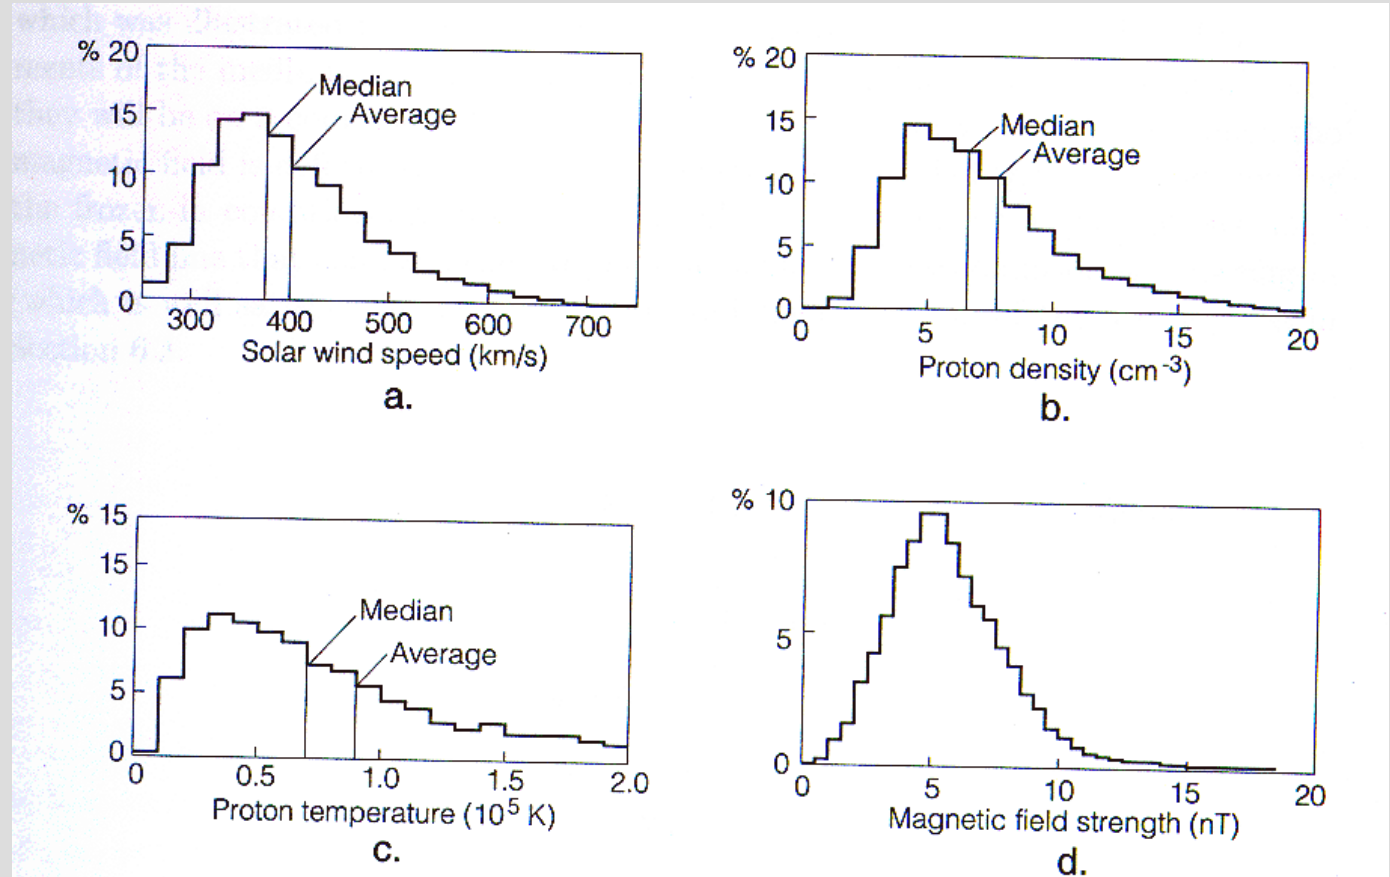 % 20
15
10
5
0
Median
Average
300 400 500 600 700
Solar wind speed (km/s)
a.
% 20
15
10
5
0
Median
Average
0 5 10 15 20
Proton density (cm⁻³)
b.
% 15
15
10
5
0
Median
Average
0 0.5 1.0 1.5 2.0
Proton temperature (10⁵ K)
c.
% 10
5
0
0 5 10 15 20
Magnetic field strength (nT)
d.